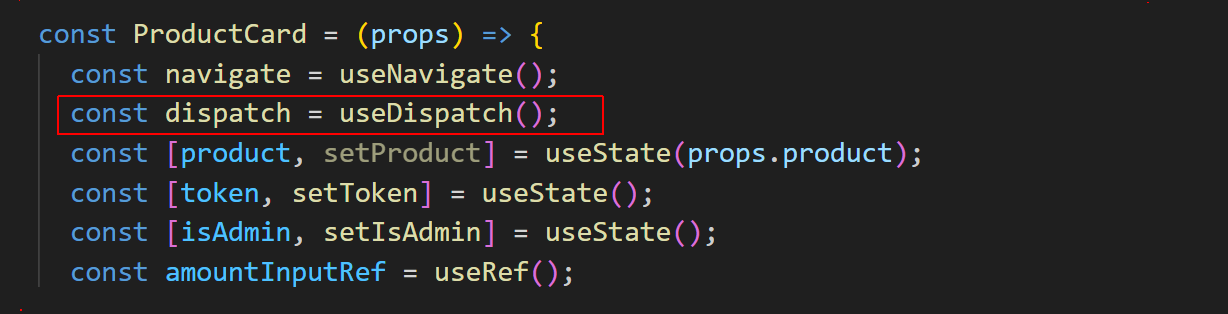 const ProductCard = (props) => {
const navigate = useNavigate();
const dispatch = useDispatch();
const [product, setProduct] = useState(props.product);
const [token, setToken] = useState();
const [isAdmin, setIsAdmin] = useState();
const amountInputRef = useRef();